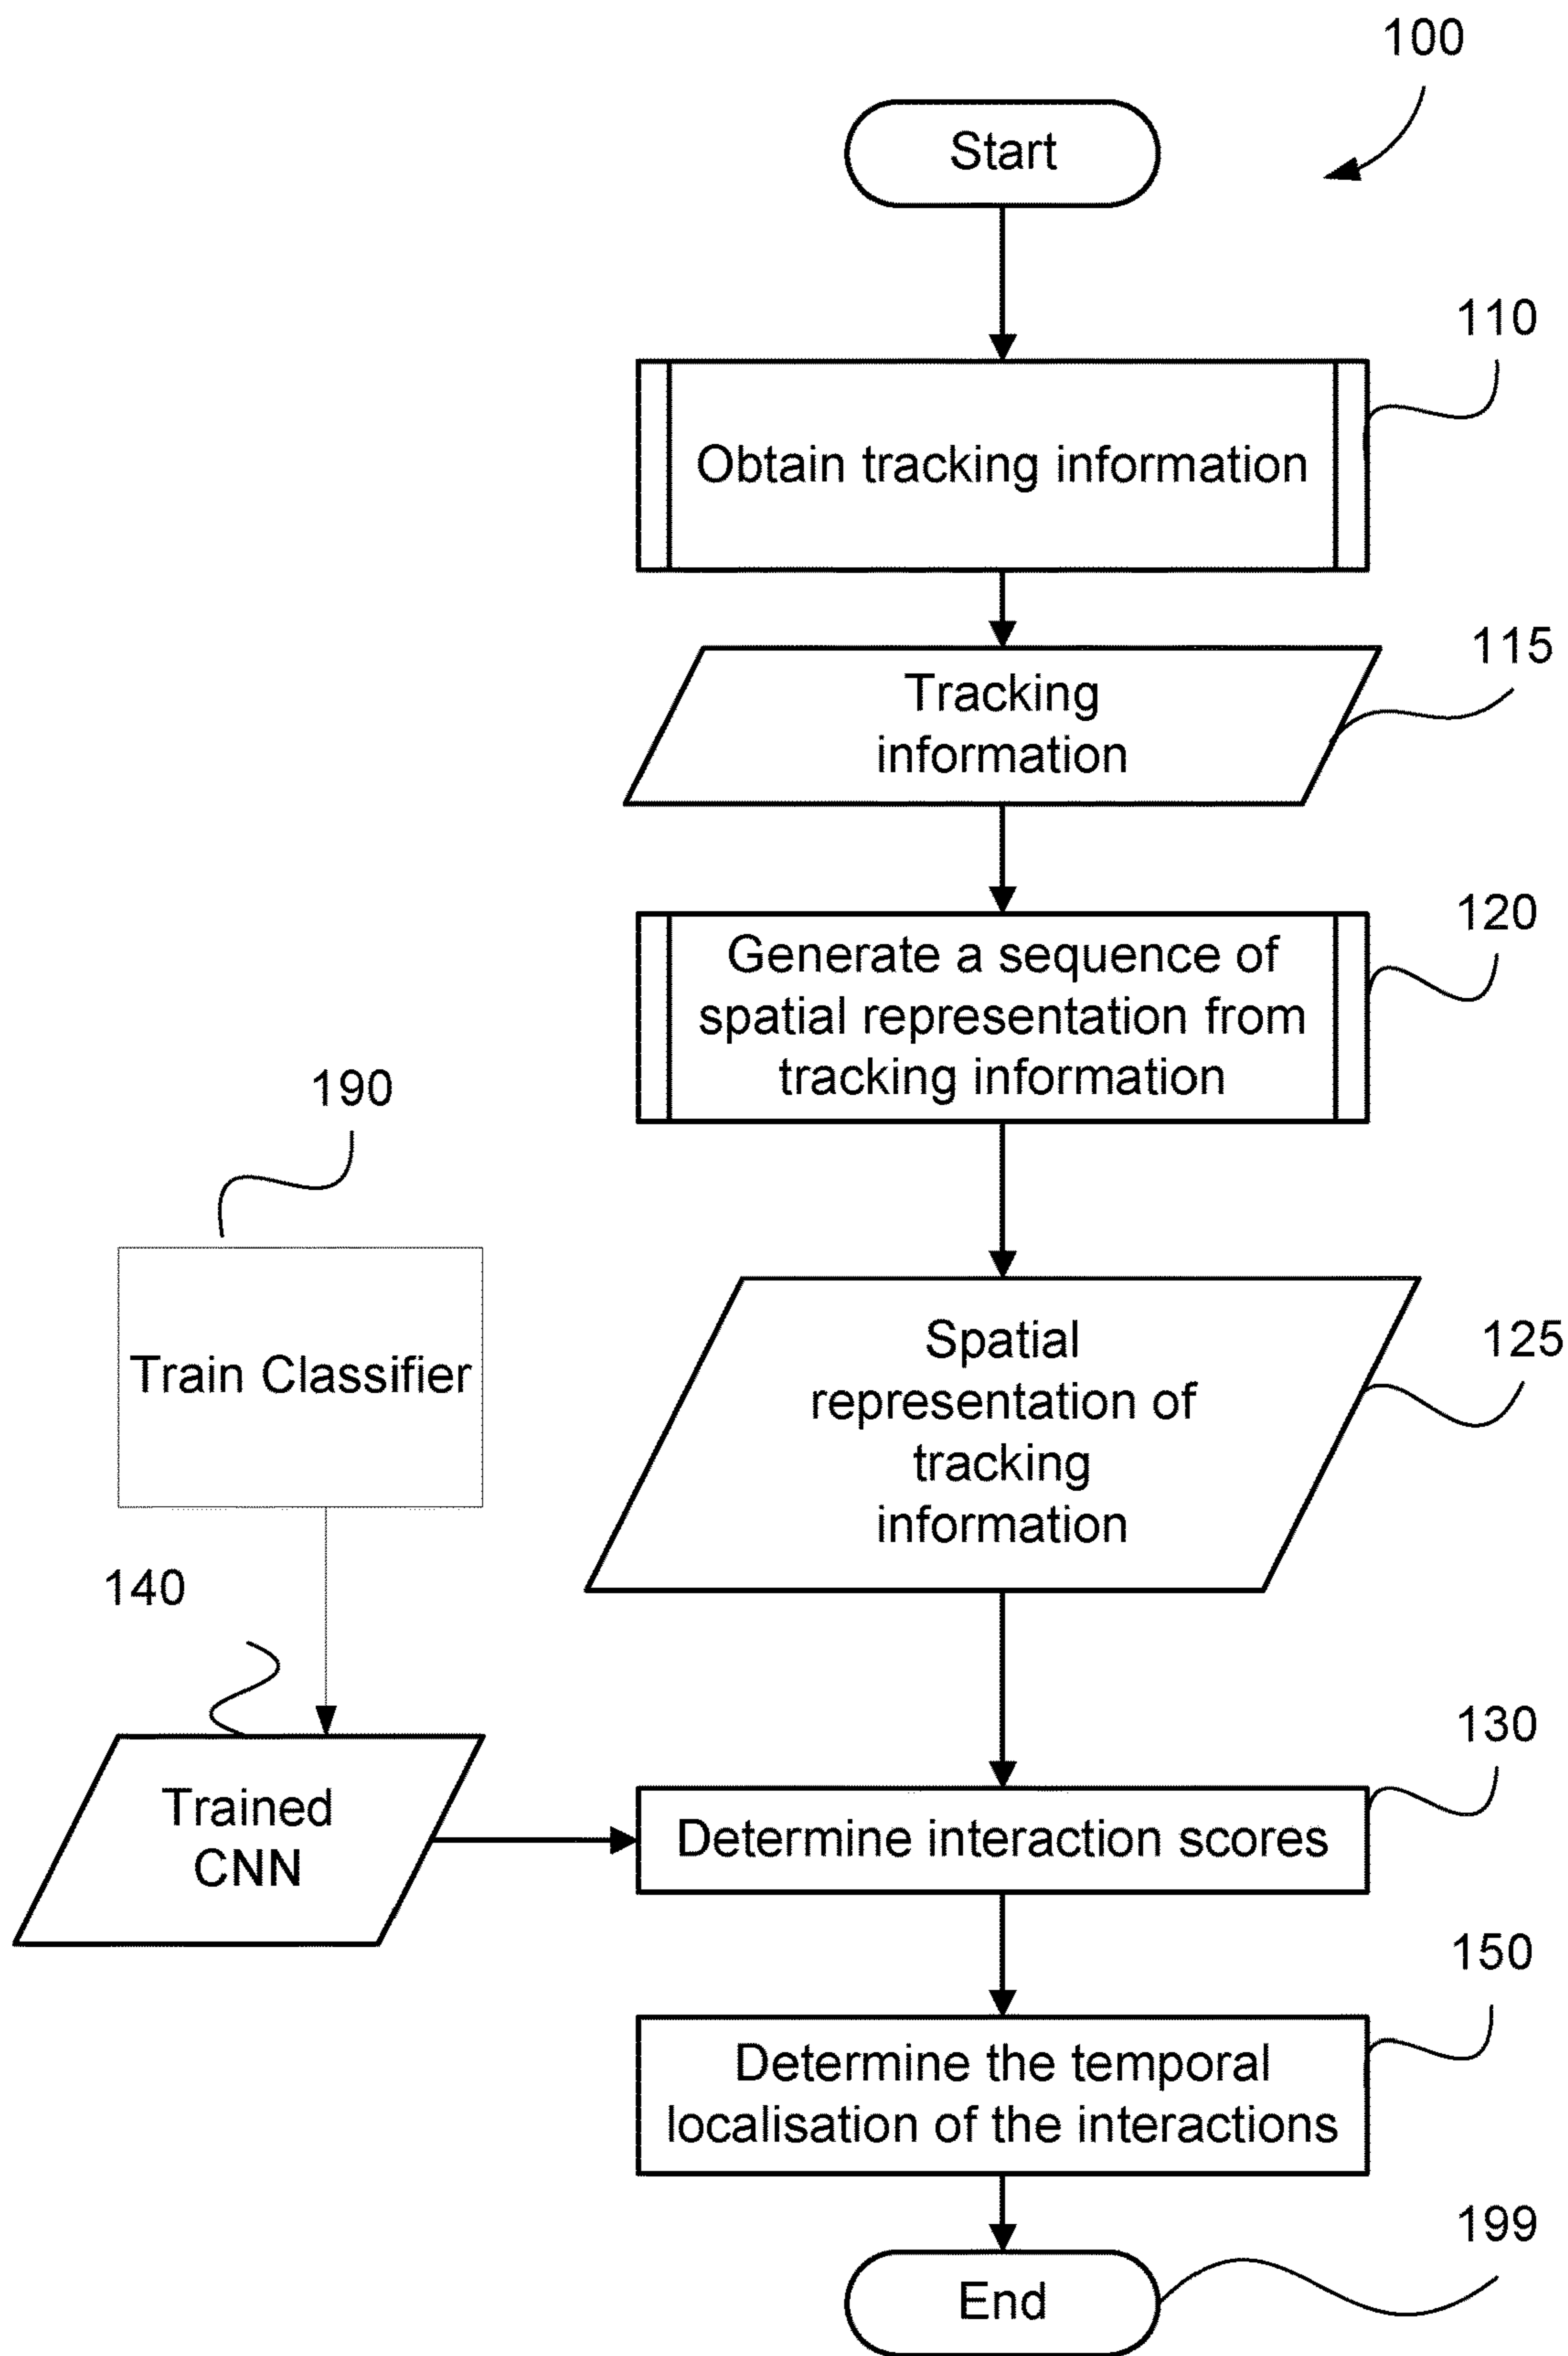 100
Start
110
Obtain tracking information
115
Tracking
information
120
Generate a sequence of
spatial representation from
tracking information
190
Train Classifier
125
Spatial
representation of
tracking
information
140
Trained
CNN
130
Determine interaction scores
150
Determine the temporal
localisation of the interactions
199
End